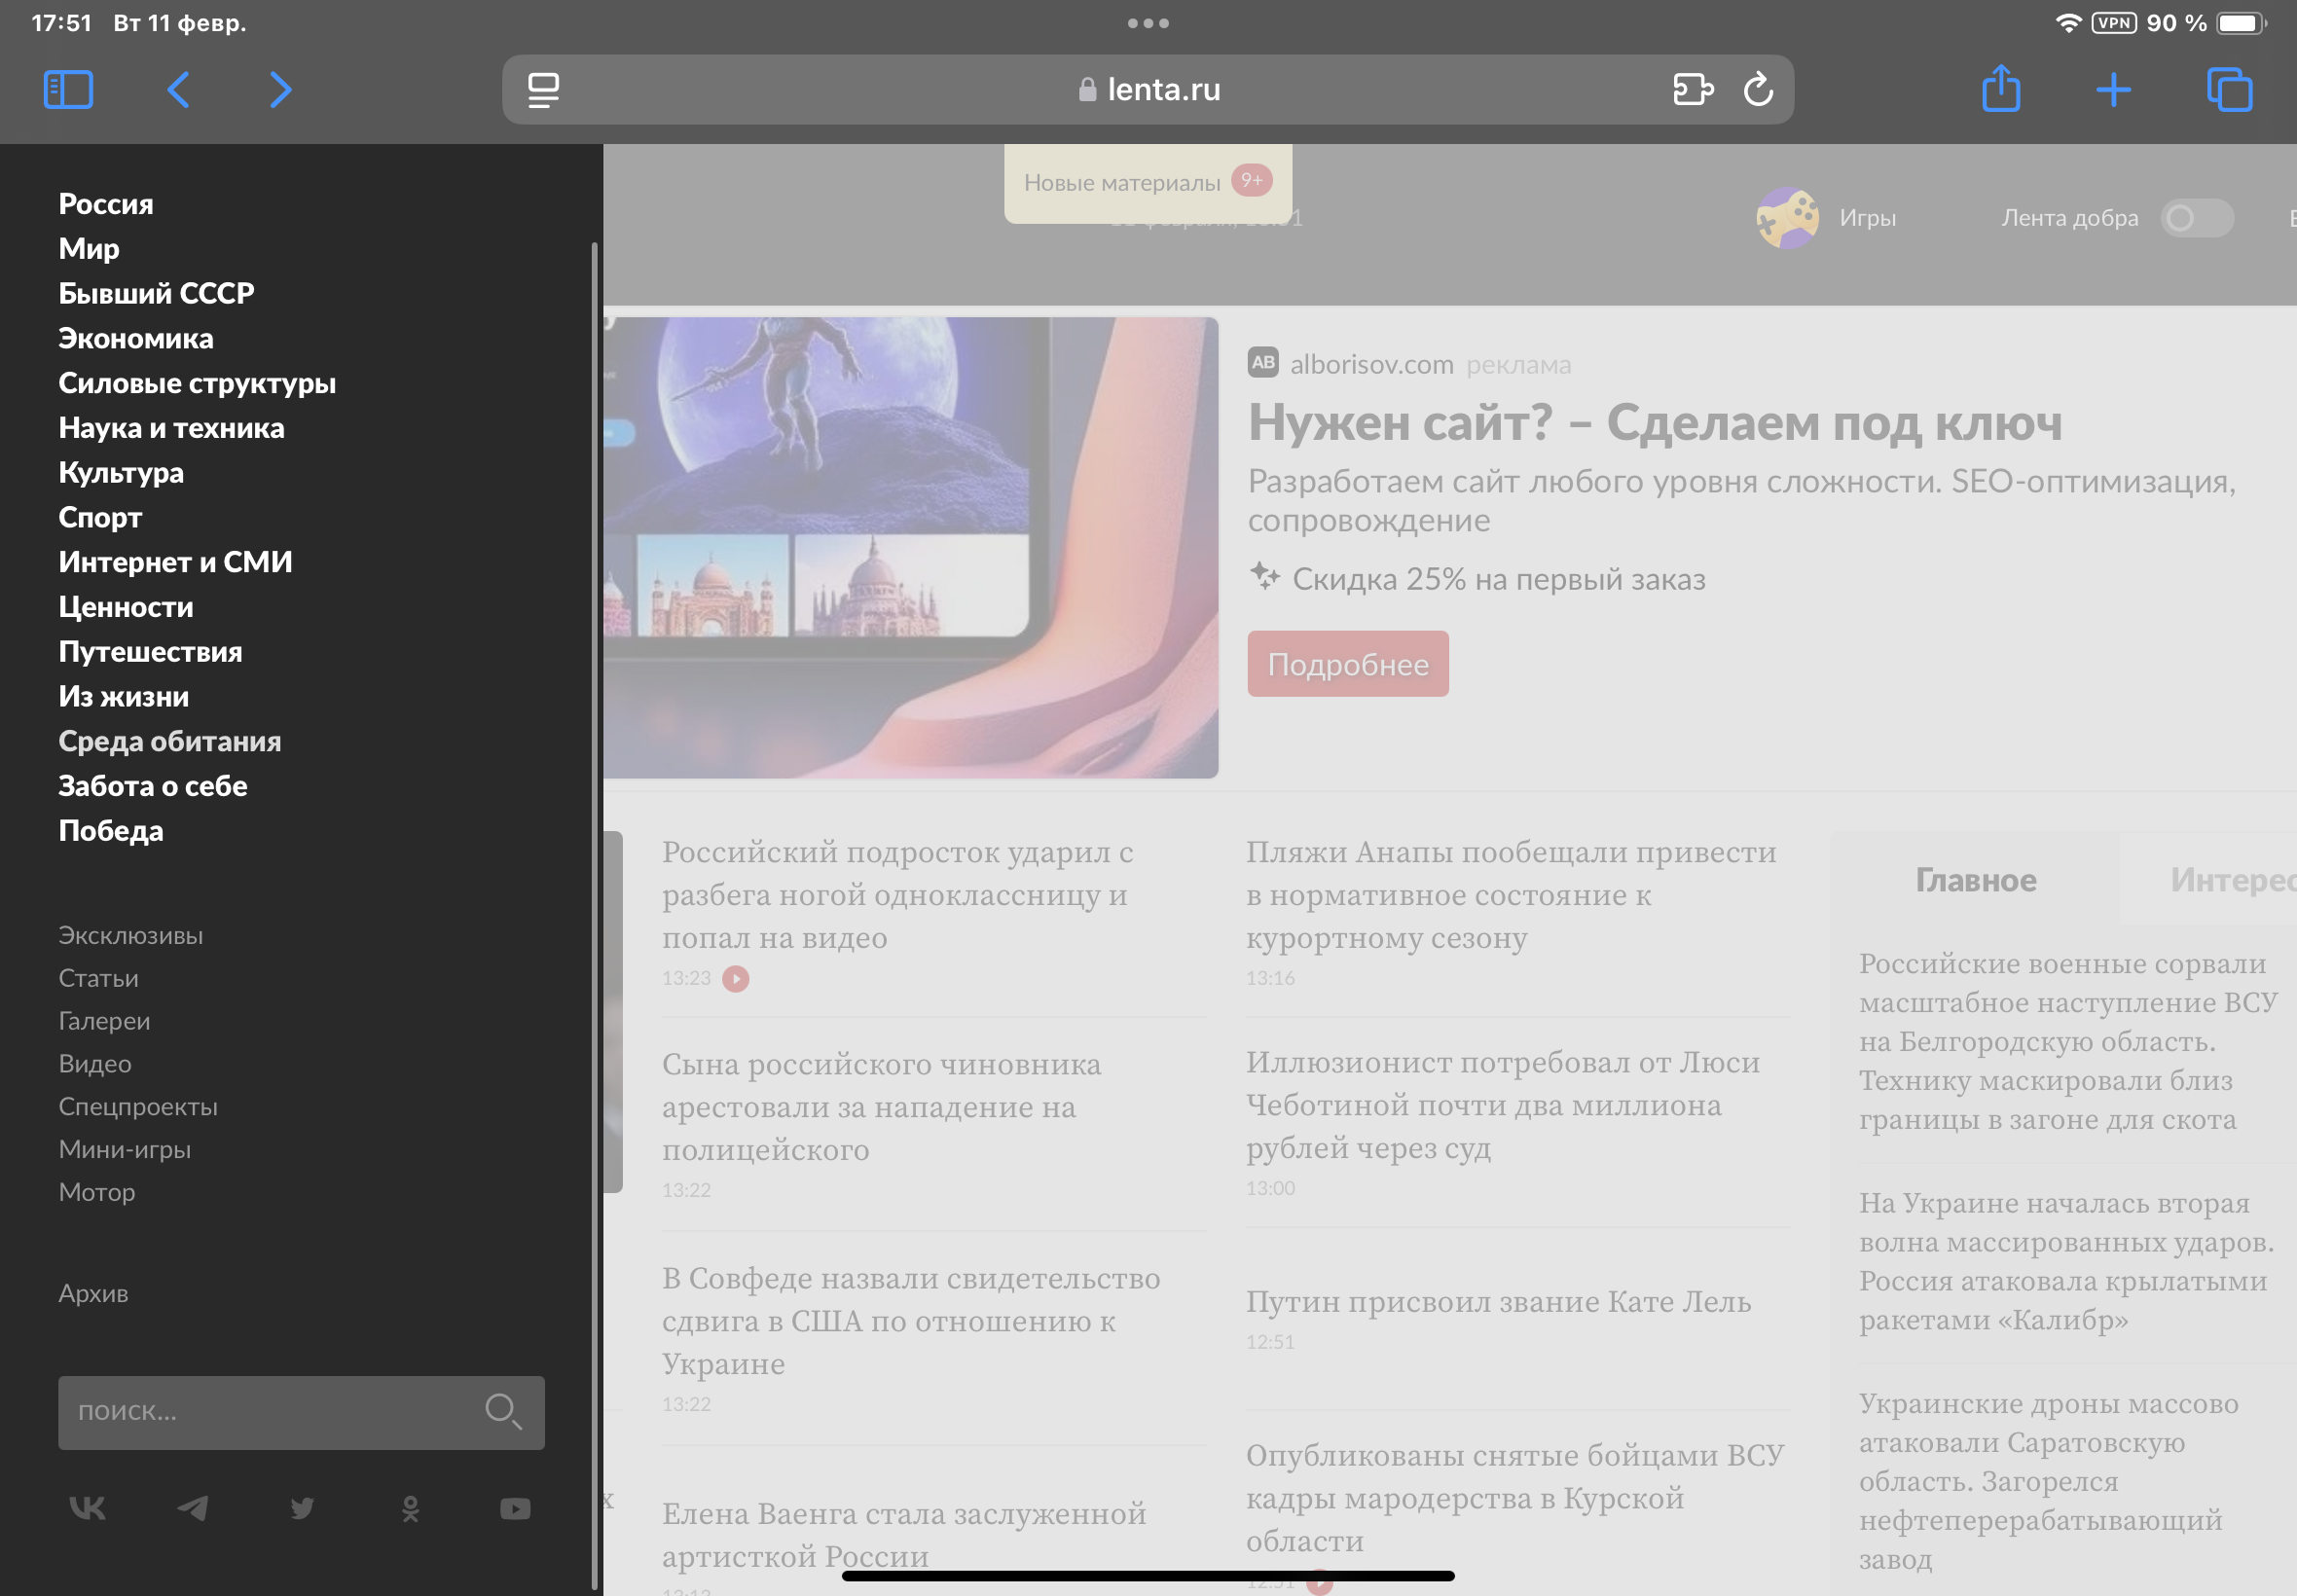 17:51 Вт 11 февр.
VPN 90 %
lenta.ru
Россия
Мир
Бывший СССР
Экономика
Силовые структуры
Наука и техника
Культура
Спорт
Интернет и СМИ
Ценности
Путешествия
Из жизни
Среда обитания
Забота о себе
Победа
Эксклюзивы
Статьи
Галереи
Видео
Спецпроекты
Мини-игры
Мотор
Архив
поиск...
Новые материалы 9+
Игры
Лента добра
AB alborisov.com реклама
Нужен сайт? – Сделаем под ключ
Разработаем сайт любого уровня сложности. SEO-оптимизация,
сопровождение
Скидка 25% на первый заказ
Подробнее
Российский подросток ударил с
разбега ногой одноклассницу и
попал на видео
13:23
Сына российского чиновника
арестовали за нападение на
полицейского
13:22
В Совфеде назвали свидетельство
сдвига в США по отношению к
Украине
13:22
Елена Ваенга стала заслуженной
артисткой России
Пляжи Анапы пообещали привести
в нормативное состояние к
курортному сезону
13:16
Иллюзионист потребовал от Люси
Чеботиной почти два миллиона
рублей через суд
13:00
Путин присвоил звание Кате Лель
12:51
Опубликованы снятые бойцами ВСУ
кадры мародерства в Курской
области
12:51
Главное
Российские военные сорвали
масштабное наступление ВСУ
на Белгородскую область.
Технику маскировали близ
границы в загоне для скота
На Украине началась вторая
волна массированных ударов.
Россия атаковала крылатыми
ракетами «Калибр»
Украинские дроны массово
атаковали Саратовскую
область. Загорелся
нефтеперерабатывающий
завод